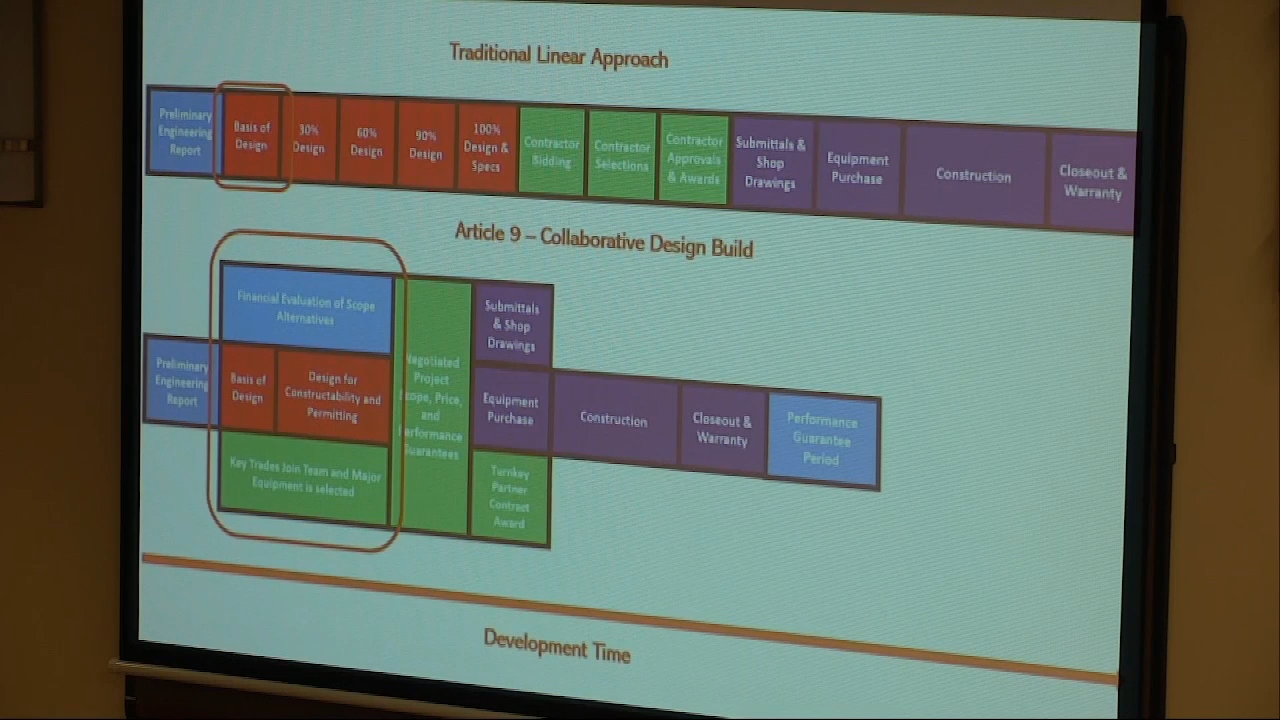 Traditional Linear Approach
Preliminary
Engineering
Report
Basis of
Design
30%
Design
60%
Design
90%
Design
100%
Design &
Specs
Contractor
Bidding
Contractor
Selections
Contractor
Approvals
& Awards
Submittals &
Shop
Drawings
Equipment
Purchase
Construction
Closeout &
Warranty
Article 9 – Collaborative Design Build
Preliminary
Engineering
Report
Financial Evaluation of Scope
Alternatives
Basis of
Design
Design for
Constructability and
Permitting
Key Trades Join Team and Major
Equipment is selected
Negotiated
Project
Scope, Price,
and
Performance
Guarantees
Submittals
& Shop
Drawings
Equipment
Purchase
Turnkey
Partner
Contract
Award
Construction
Closeout &
Warranty
Performance
Guarantee
Period
Development Time